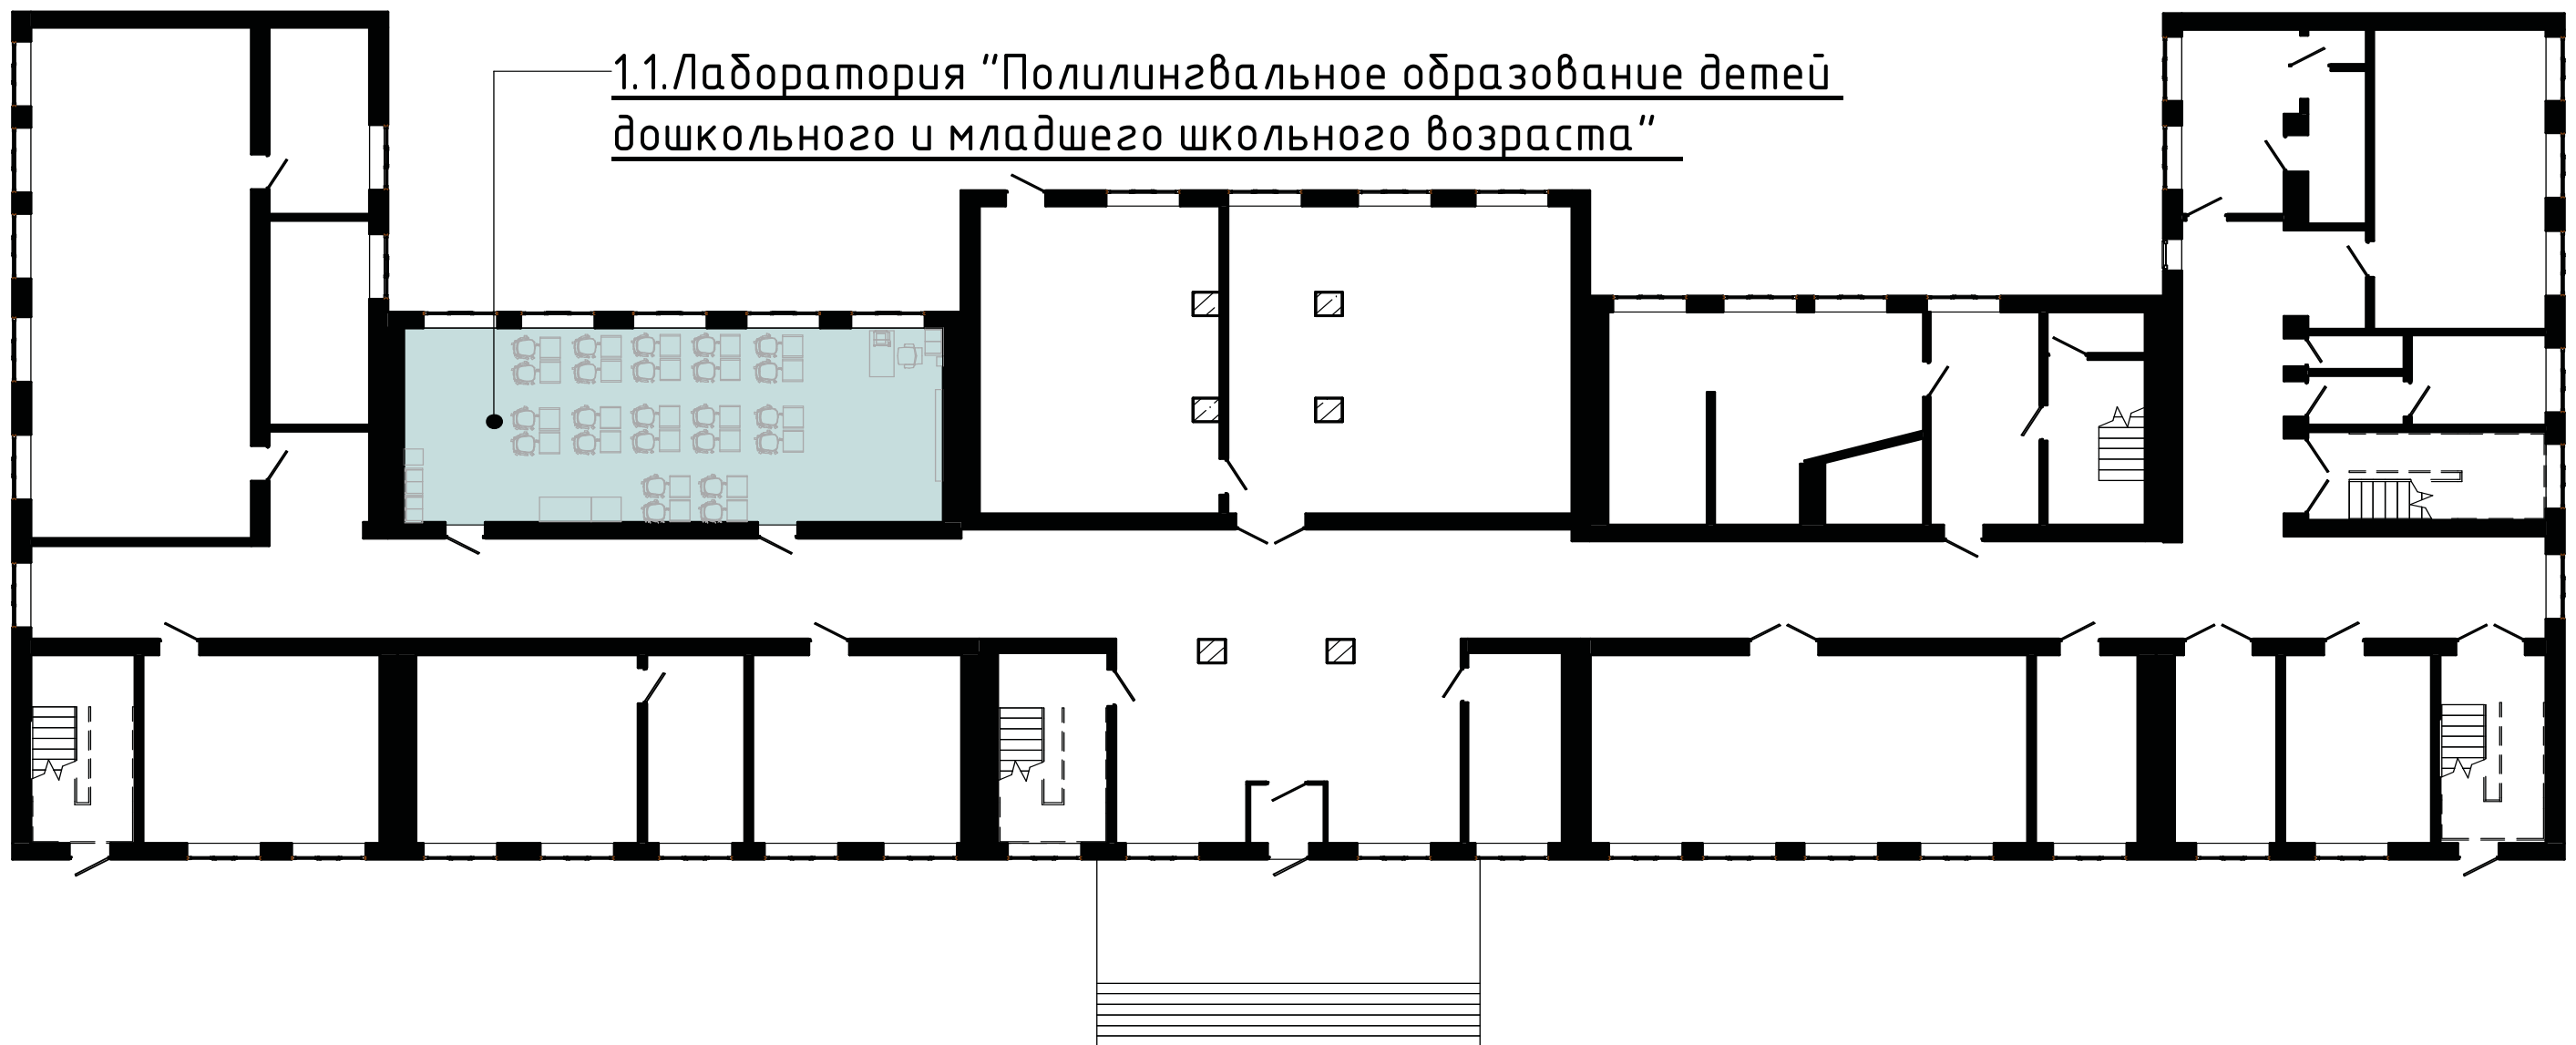 1.1.Лаборатория "Полилингвальное образование детей
дошкольного и младшего школьного возраста"